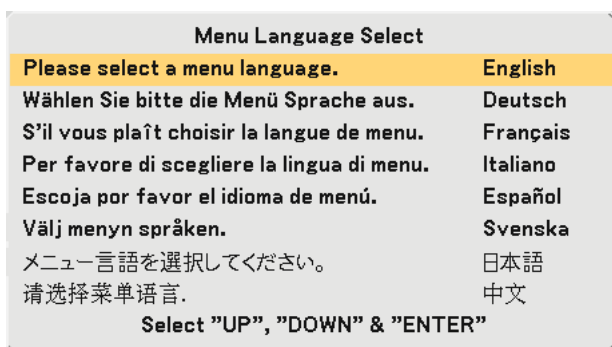 Menu Language Select
Please select a menu language. English
Wählen Sie bitte die Menü Sprache aus. Deutsch
S'il vous plaît choisir la langue de menu. Français
Per favore di scegliere la lingua di menu. Italiano
Escoja por favor el idioma de menú. Español
Välj menyn språken. Svenska
メニュー言語を選択してください。 日本語
请选择菜单语言. 中文
Select "UP", "DOWN" & "ENTER"